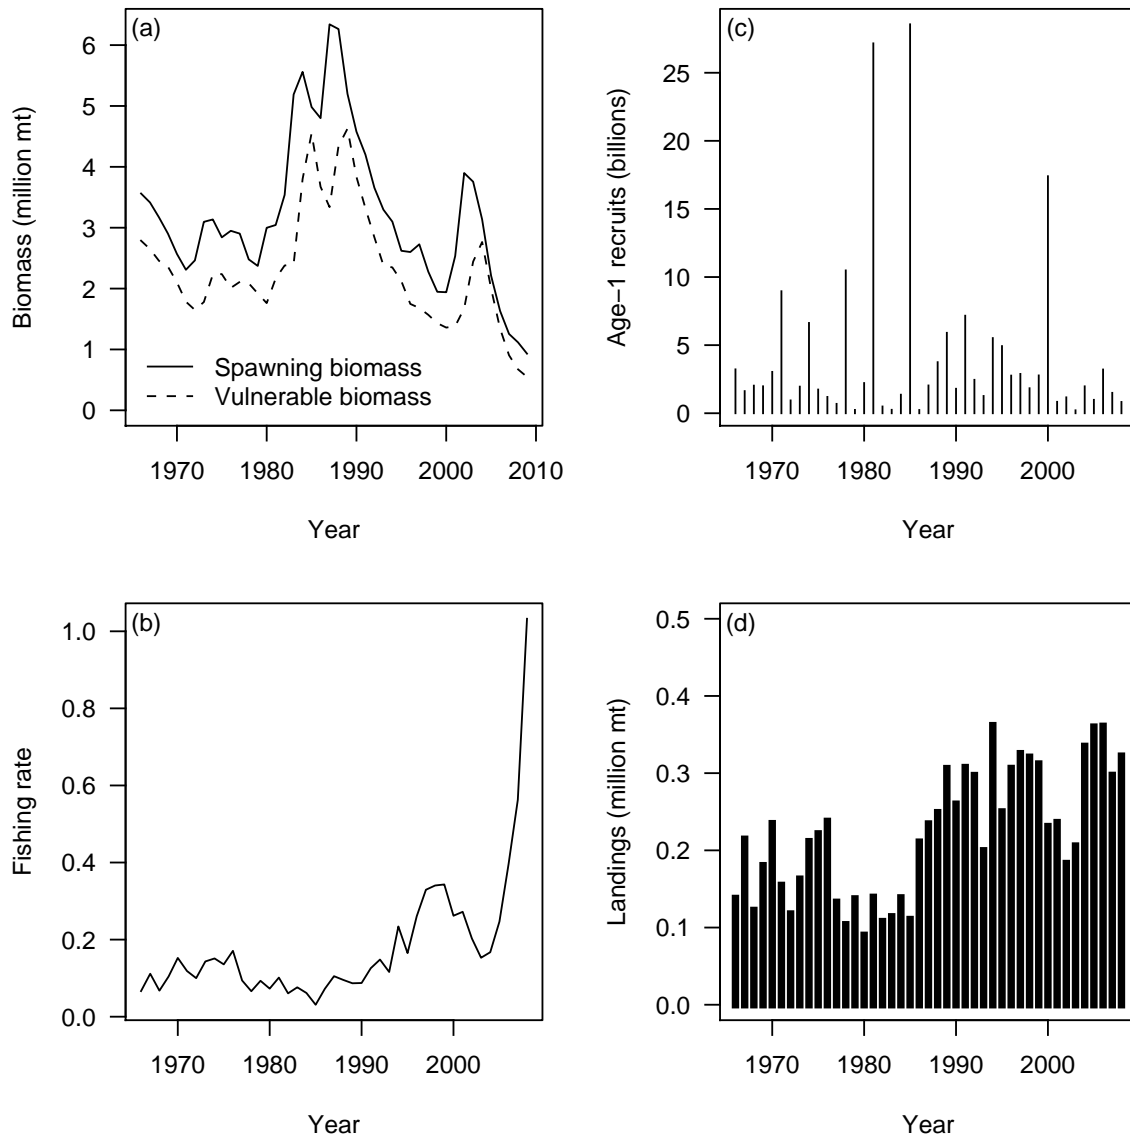 (a)
Biomass (million mt)
6
5
4
3
2
1
0
Spawning biomass
Vulnerable biomass
1970 1980 1990 2000 2010
Year
(c)
Age−1 recruits (billions)
25
20
15
10
5
0
1970 1980 1990 2000
Year
(b)
Fishing rate
1.0
0.8
0.6
0.4
0.2
0.0
1970 1980 1990 2000
Year
(d)
Landings (million mt)
0.5
0.4
0.3
0.2
0.1
0.0
1970 1980 1990 2000
Year